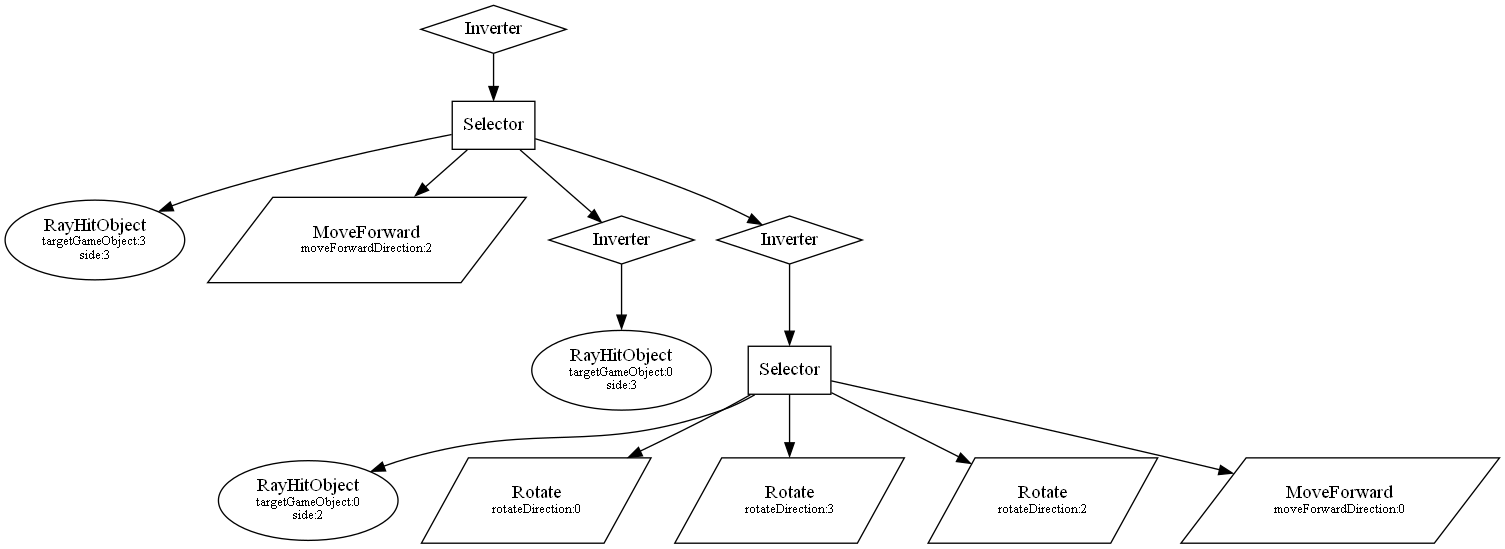 Inverter
Selector
RayHitObject
targetGameObject:3
side:3
MoveForward
moveForwardDirection:2
Inverter
Inverter
RayHitObject
targetGameObject:0
side:3
Selector
RayHitObject
targetGameObject:0
side:2
Rotate
rotateDirection:0
Rotate
rotateDirection:3
Rotate
rotateDirection:2
MoveForward
moveForwardDirection:0